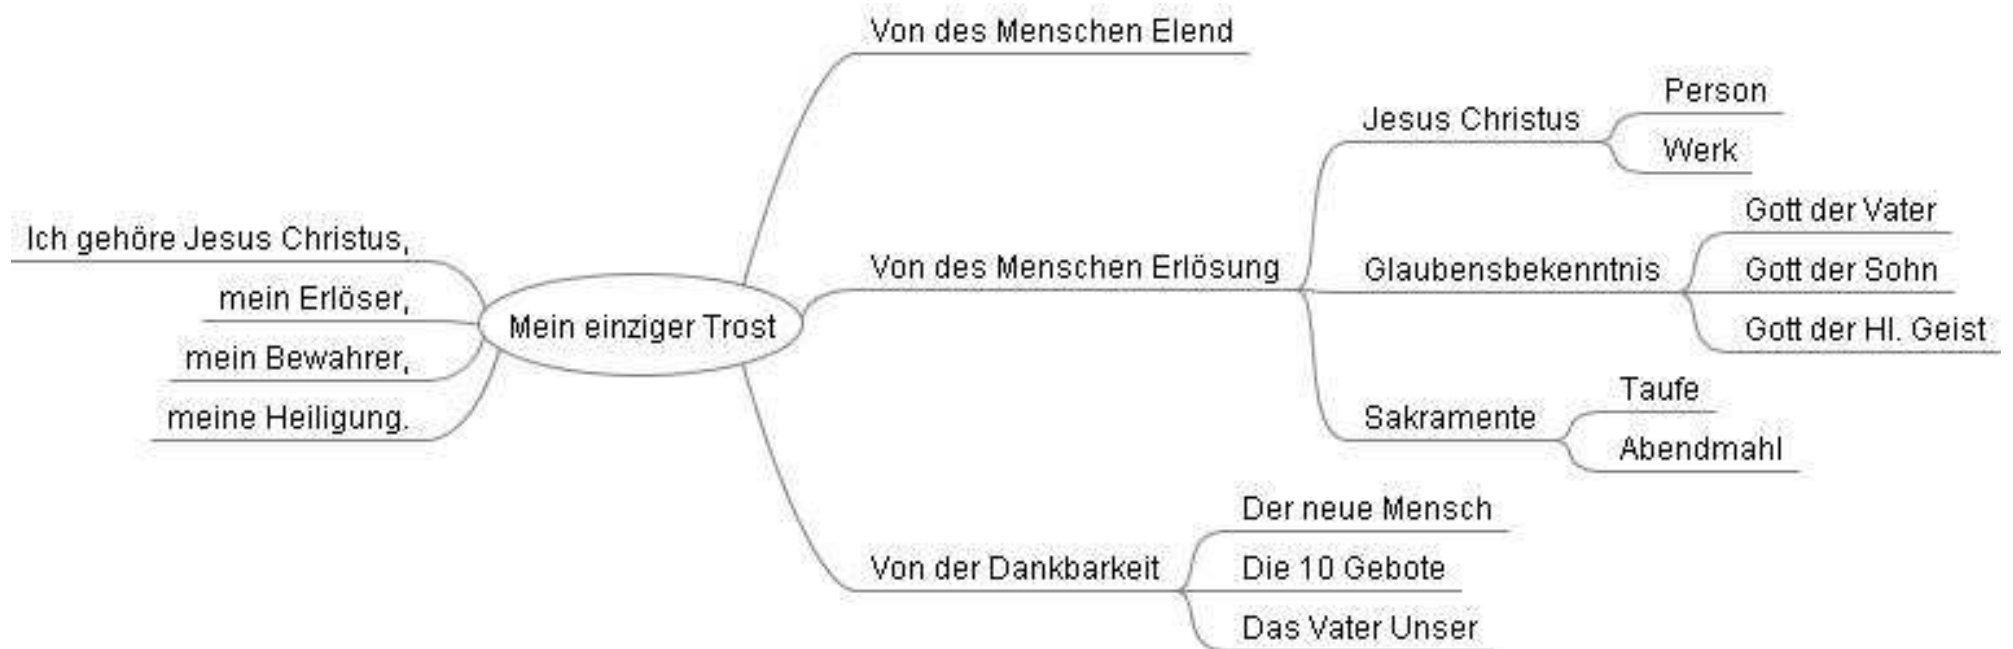 Von des Menschen Elend
Person
Jesus Christus
Werk
Gott der Vater
Ich gehöre Jesus Christus,
Von des Menschen Erlösung
Glaubensbekenntnis
Gott der Sohn
mein Erlöser,
Mein einziger Trost
Gott der Hl. Geist
mein Bewahrer,
Taufe
meine Heiligung.
Sakramente
Abendmahl
Der neue Mensch
Von der Dankbarkeit
Die 10 Gebote
Das Vater Unser